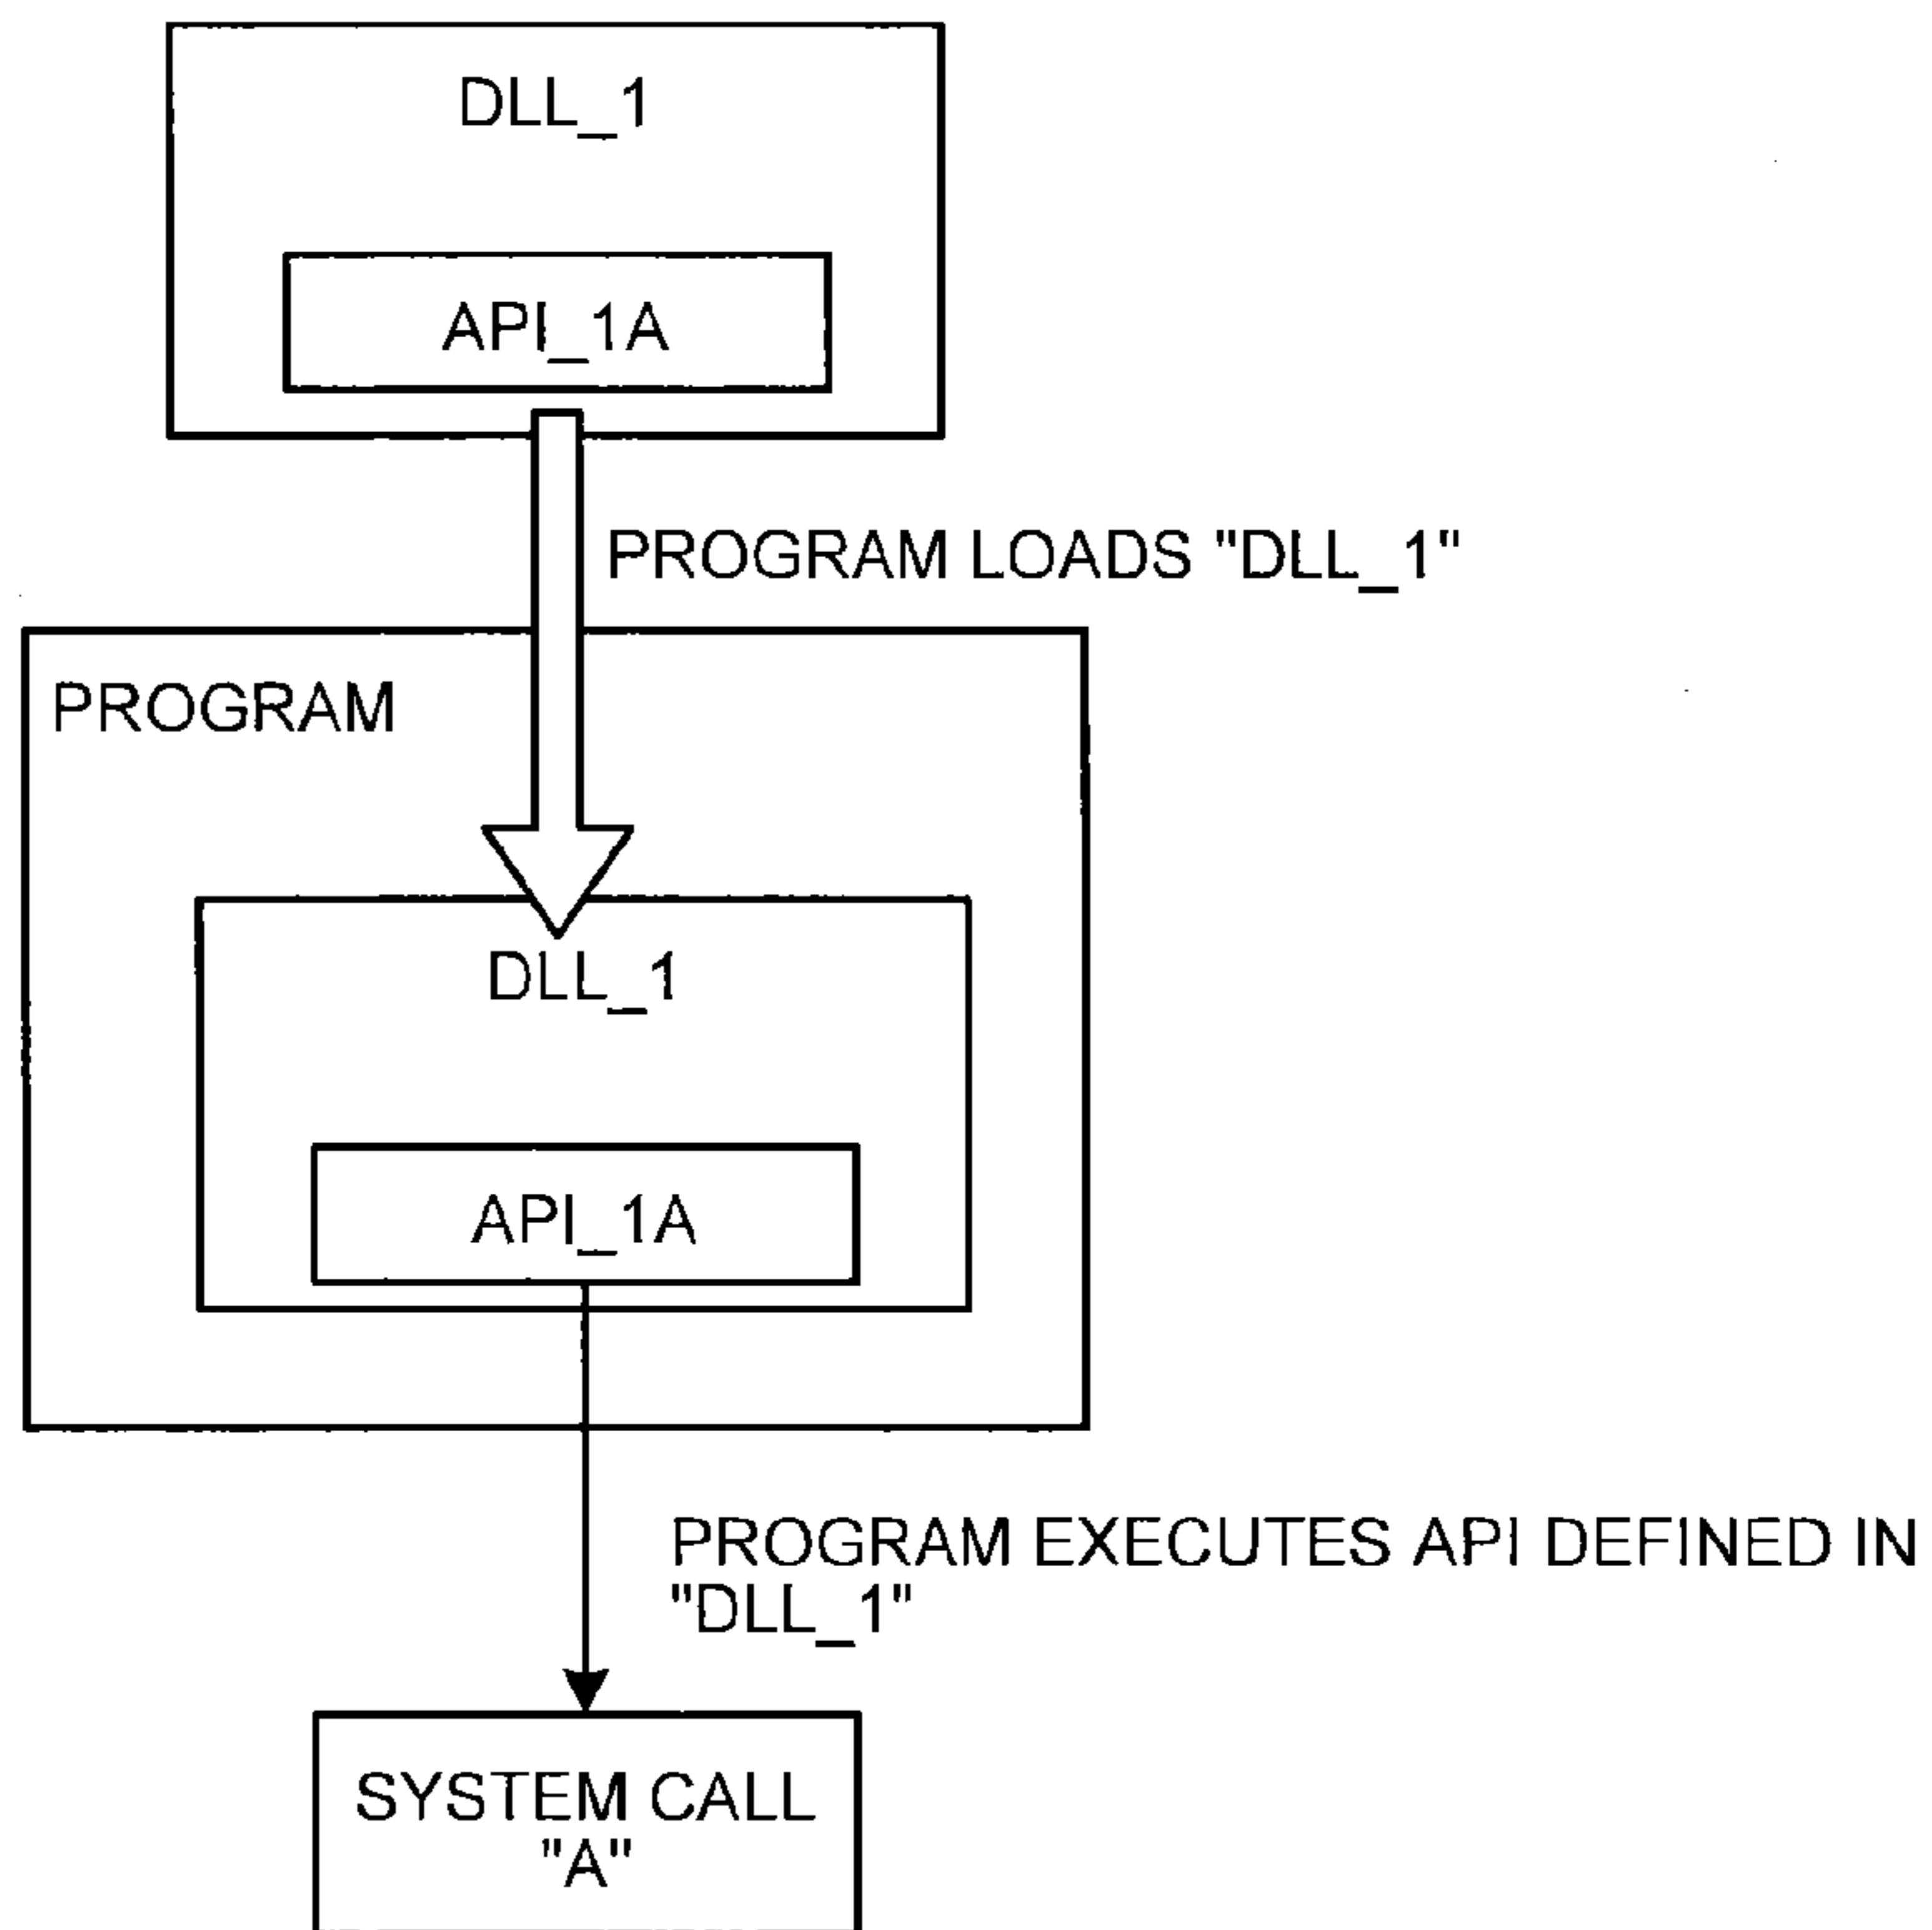 DLL_1
API_1A
PROGRAM LOADS "DLL_1"
PROGRAM
DLL_1
API_1A
PROGRAM EXECUTES API DEFINED IN
"DLL_1"
SYSTEM CALL
"A"